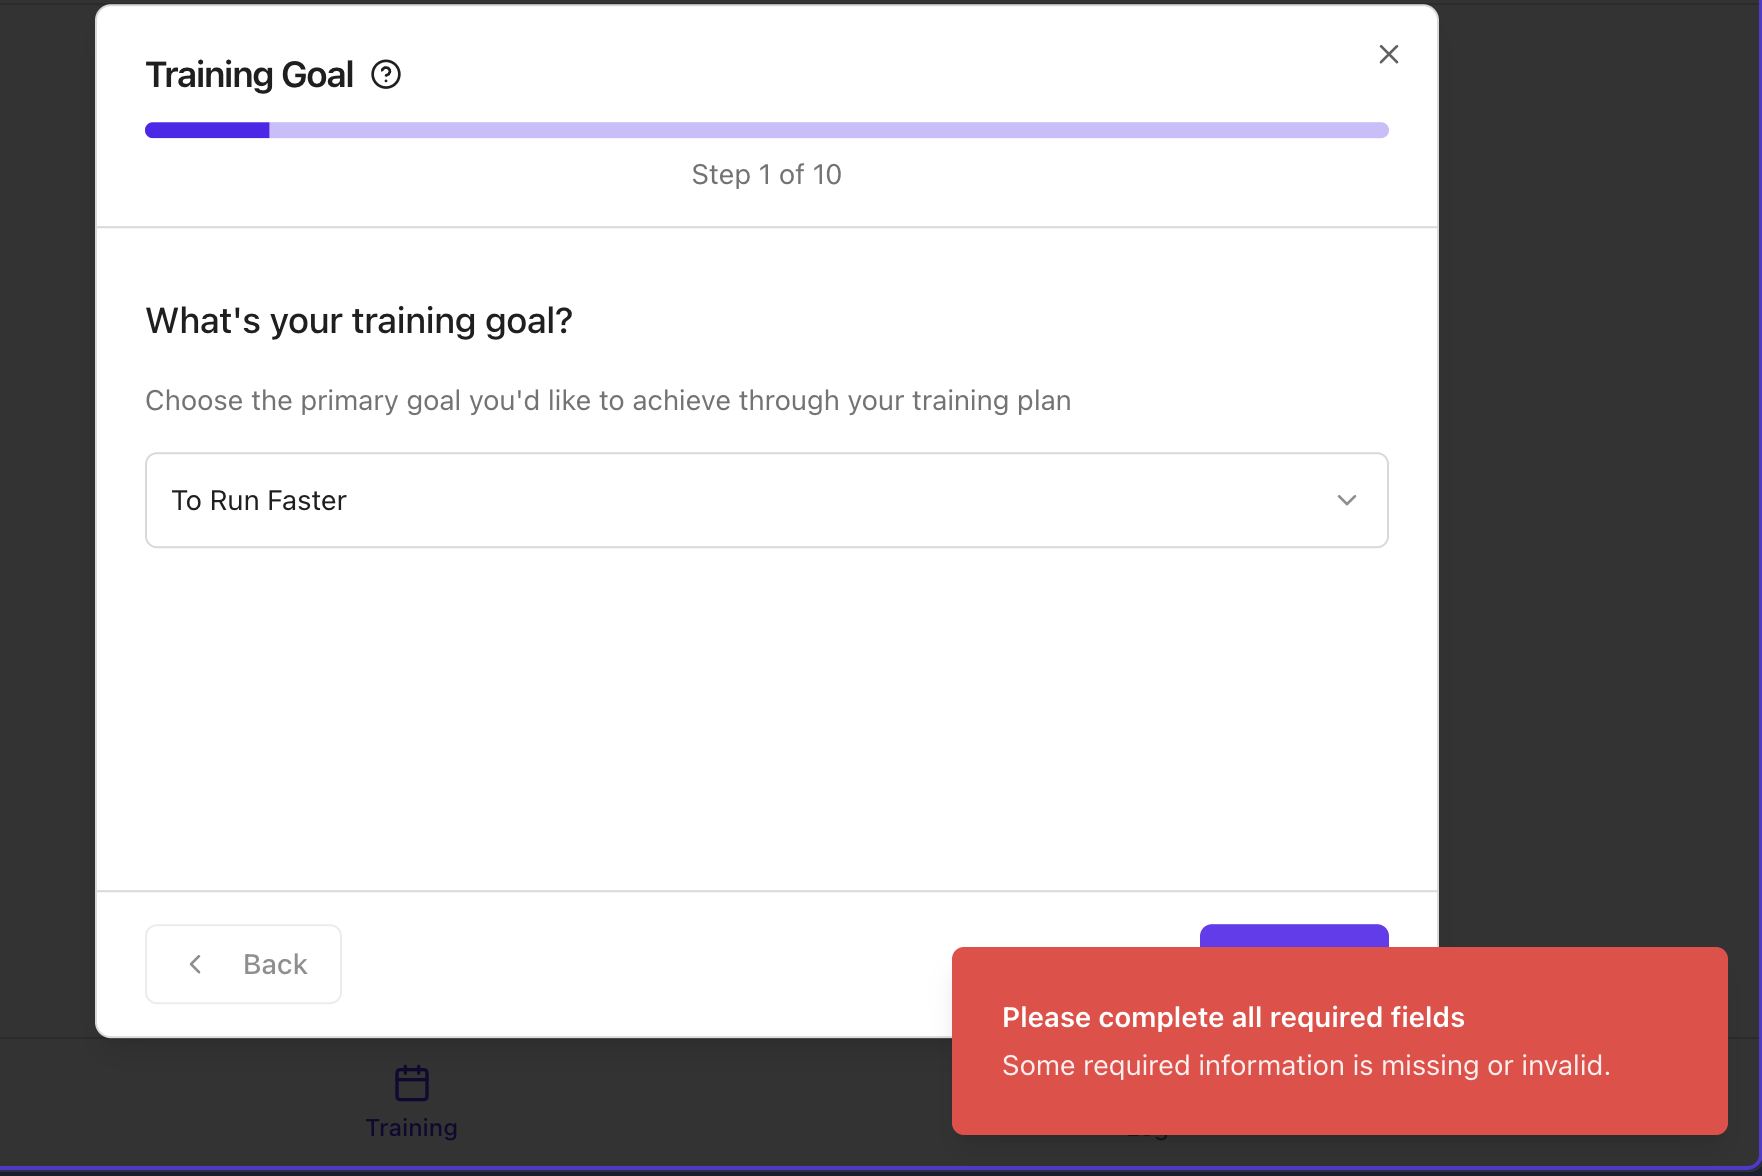 Training Goal
Step 1 of 10
What's your training goal?
Choose the primary goal you'd like to achieve through your training plan
To Run Faster
Back
Please complete all required fields
Some required information is missing or invalid.
Training